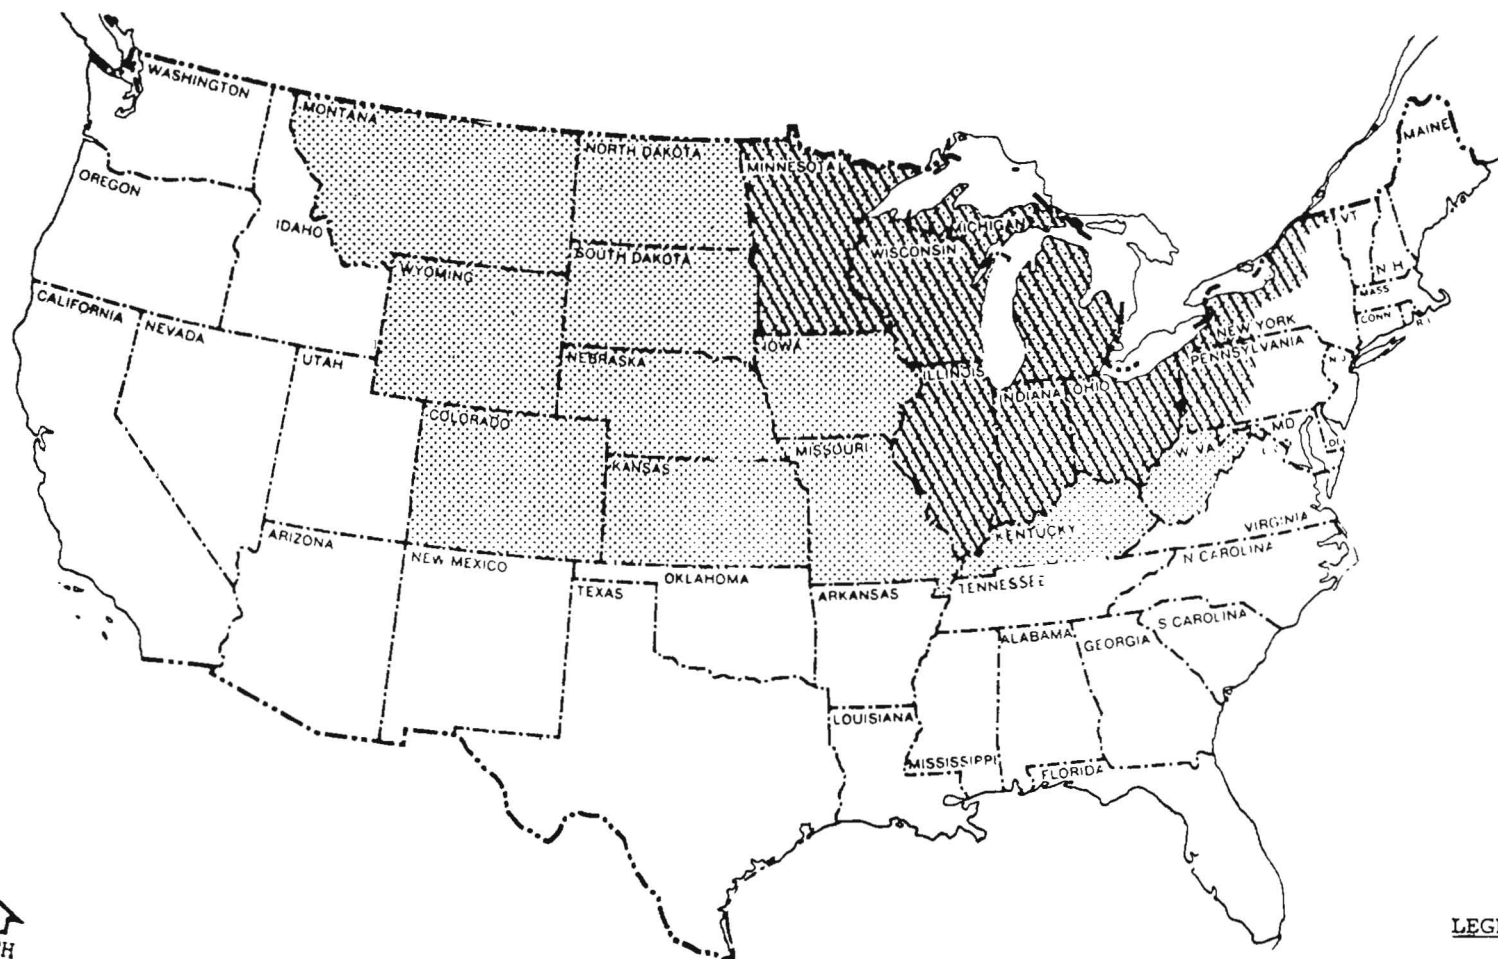 WASHINGTON
MONTANA
NORTH DAKOTA
MINNESOTA
MAINE
OREGON
IDAHO
WYOMING
SOUTH DAKOTA
WISCONSIN
MICHIGAN
VT
N H
MASS
CONN
R I
CALIFORNIA
NEVADA
UTAH
NEBRASKA
IOWA
ILLINOIS
INDIANA
OHIO
NEW YORK
PENNSYLVANIA
N J
COLORADO
KANSAS
MISSOURI
W VA
MD
KENTUCKY
VIRGINIA
ARIZONA
NEW MEXICO
OKLAHOMA
TEXAS
ARKANSAS
TENNESSEE
N CAROLINA
S CAROLINA
ALABAMA
GEORGIA
LOUISIANA
MISSISSIPPI
FLORIDA